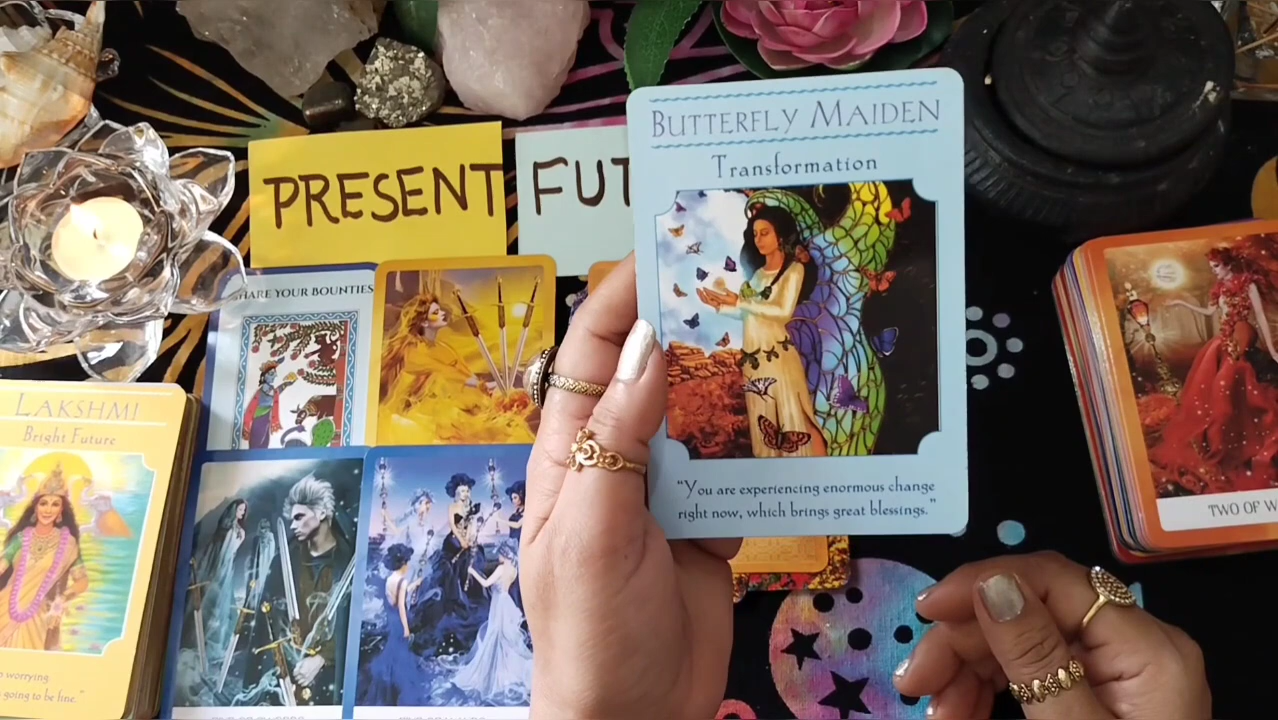 BUTTERFLY MAIDEN
Transformation
"You are experiencing enormous change
right now, which brings great blessings."
PRESENT
FUT
SHARE YOUR BOUNTIES
LAKSHMI
Bright Future
worrying.
going to be fine."
TWO OF W